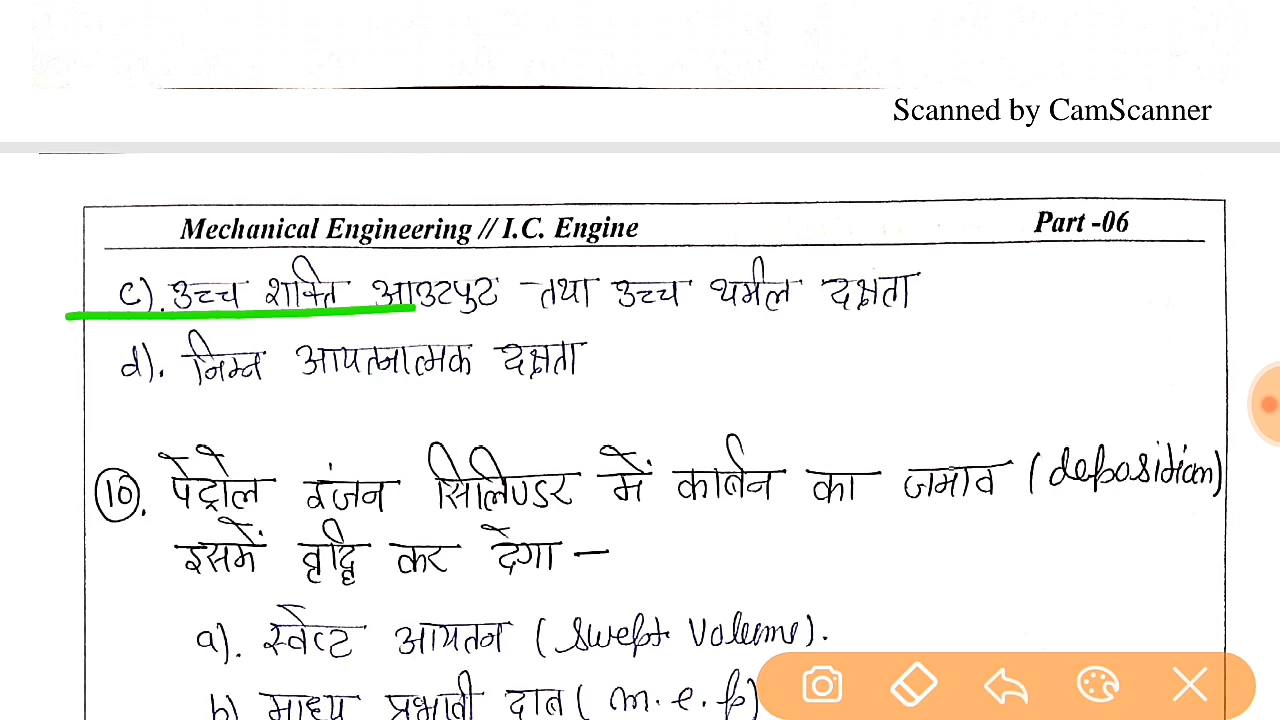 Scanned by CamScanner
Mechanical Engineering // I.C. Engine Part -06
c). उच्च शक्ति आउटपुट तथा उच्च थर्मल दक्षता
d). निम्न आयतनात्मक दक्षता
10. पेट्रोल इंजन सिलिण्डर में कार्बन का जमाव (deposition)
इसमें वृद्धि कर देगा —
a). स्वेप्ट आयतन (Swept Volume).
b) माध्य प्रभावी दाब (m.e.p)